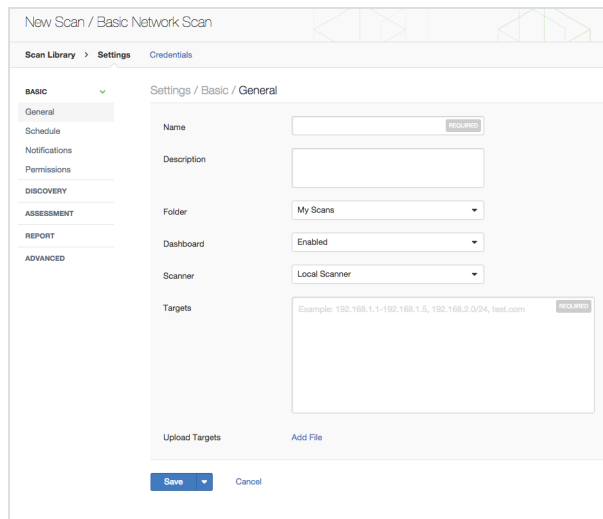 New Scan / Basic Network Scan
Scan Library > Settings Credentials
BASIC
General
Schedule
Notifications
Permissions
DISCOVERY
ASSESSMENT
REPORT
ADVANCED
Settings / Basic / General
Name REQUIRED
Description
Folder My Scans
Dashboard Enabled
Scanner Local Scanner
Targets Example: 192.168.1.1-192.168.1.5, 192.168.2.0/24, test.com REQUIRED
Upload Targets Add File
Save Cancel